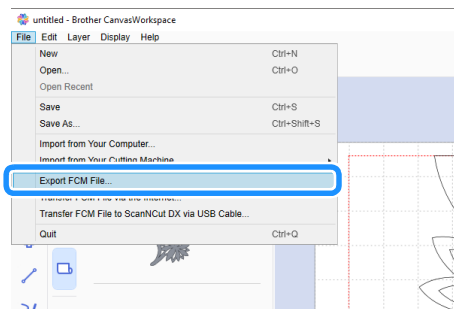 untitled - Brother CanvasWorkspace
File Edit Layer Display Help
New Ctrl+N
Open... Ctrl+O
Open Recent
Save Ctrl+S
Save As... Ctrl+Shift+S
Import from Your Computer...
Import from Your Cutting Machine
Export FCM File...
Transfer FCM File via the Internet...
Transfer FCM File to ScanNCut DX via USB Cable...
Quit Ctrl+Q